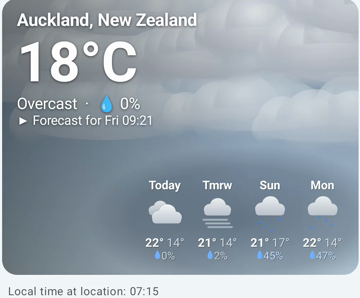 Auckland, New Zealand
18°C
Overcast · 💧 0%
► Forecast for Fri 09:21
Today Tmrw Sun Mon
22° 14° 21° 14° 21° 17° 22° 14°
💧0% 💧2% 💧45% 💧47%
Local time at location: 07:15